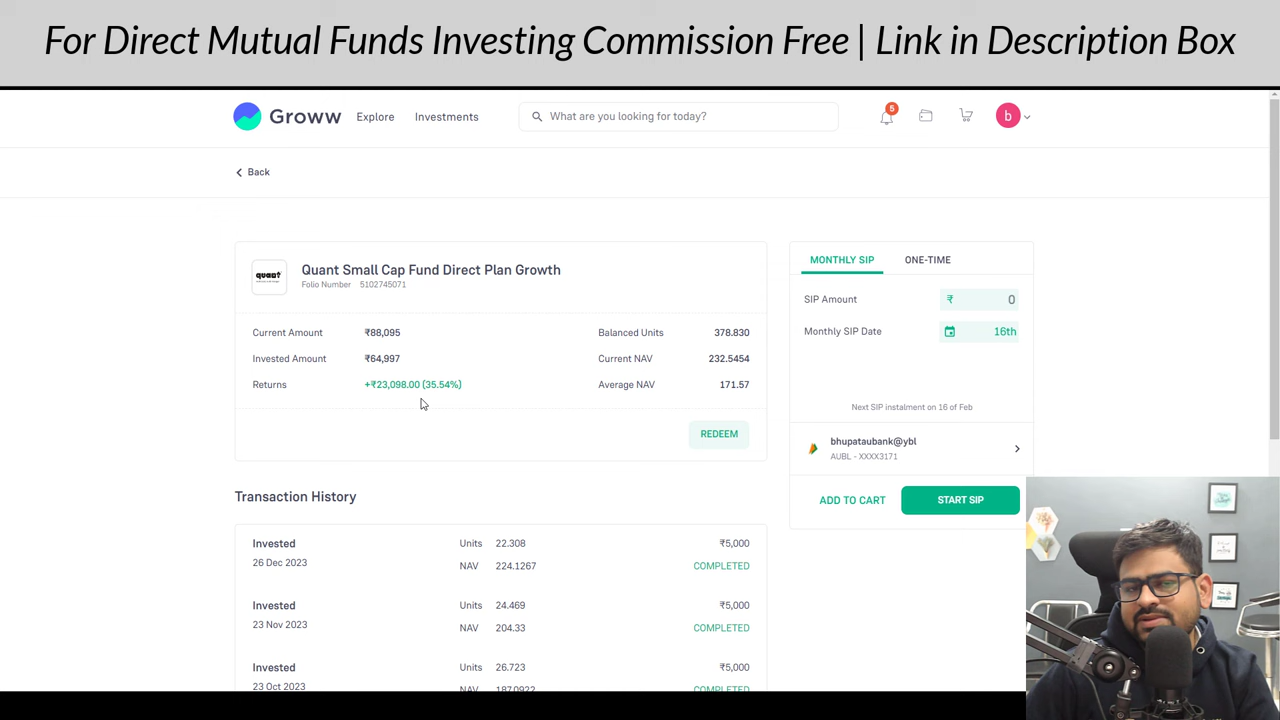 For Direct Mutual Funds Investing Commission Free | Link in Description Box
Groww Explore Investments What are you looking for today? 5 b
Back
quant
Quant Small Cap Fund Direct Plan Growth
Folio Number 5102745071
Current Amount ₹88,095 Balanced Units 378.830
Invested Amount ₹64,997 Current NAV 232.5454
Returns +₹23,098.00 (35.54%) Average NAV 171.57
REDEEM
MONTHLY SIP ONE-TIME
SIP Amount ₹ 0
Monthly SIP Date 16th
Next SIP instalment on 16 of Feb
bhupataubank@ybl
AUBL - XXXX3171
ADD TO CART START SIP
Transaction History
Invested Units 22.308 ₹5,000
26 Dec 2023 NAV 224.1267 COMPLETED
Invested Units 24.469 ₹5,000
23 Nov 2023 NAV 204.33 COMPLETED
Invested Units 26.723 ₹5,000
23 Oct 2023 NAV 187.0922 COMPLETED